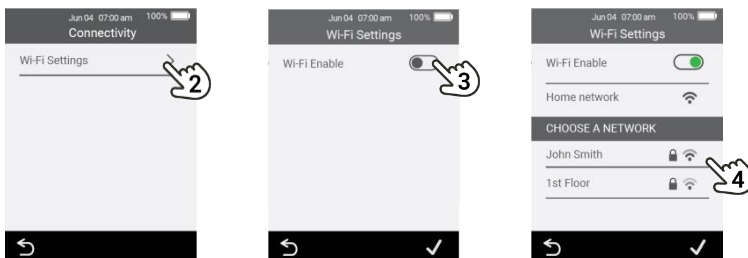 Jun 04 07:00 am 100%
Connectivity
Wi-Fi Settings
2
Jun 04 07:00 am 100%
Wi-Fi Settings
Wi-Fi Enable
3
Jun 04 07:00 am 100%
Wi-Fi Settings
Wi-Fi Enable
Home network
CHOOSE A NETWORK
John Smith
1st Floor
4